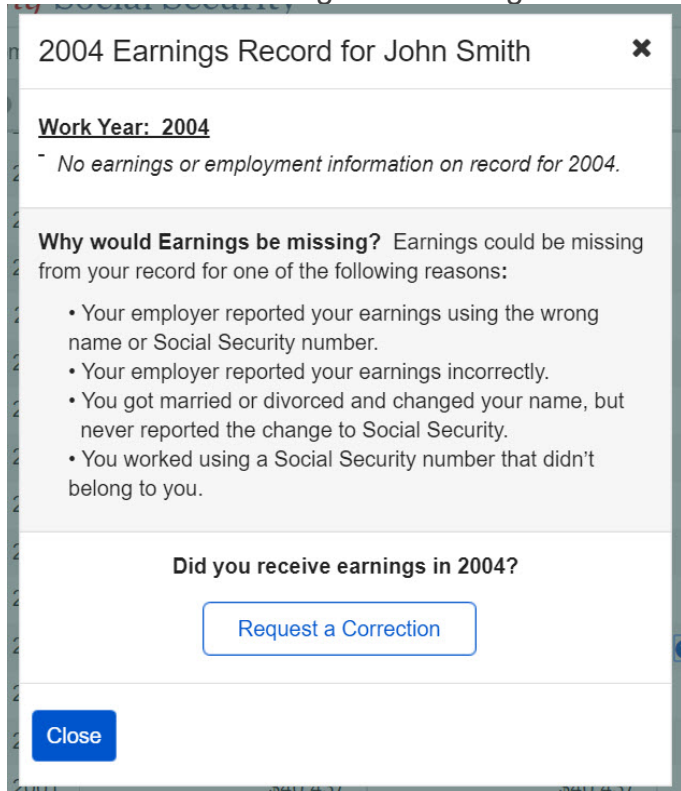 Social Security
2004 Earnings Record for John Smith ✖
Work Year: 2004
- No earnings or employment information on record for 2004.
Why would Earnings be missing? Earnings could be missing
from your record for one of the following reasons:
• Your employer reported your earnings using the wrong
name or Social Security number.
• Your employer reported your earnings incorrectly.
• You got married or divorced and changed your name, but
never reported the change to Social Security.
• You worked using a Social Security number that didn’t
belong to you.
Did you receive earnings in 2004?
Request a Correction
Close